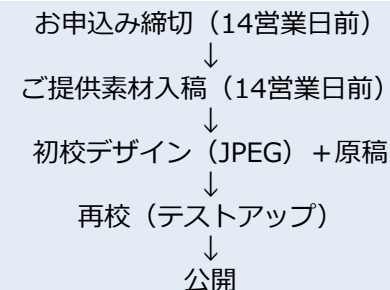 お申込み締切（14営業日前）
↓
ご提供素材入稿（14営業日前）
↓
初校デザイン（JPEG）＋原稿
↓
再校（テストアップ）
↓
公開